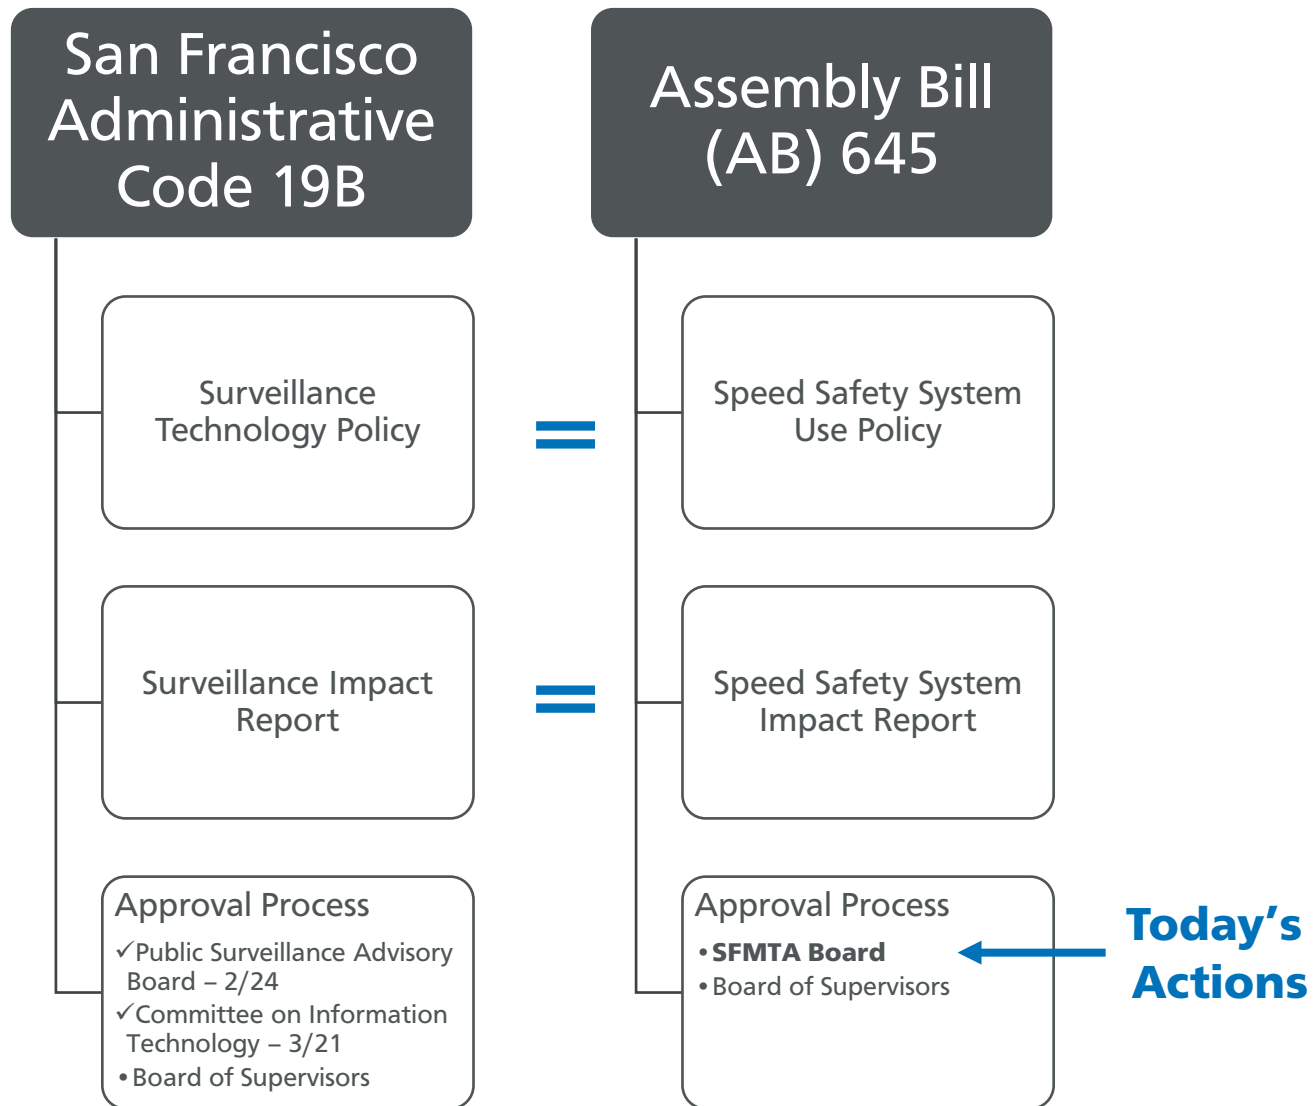 San Francisco
Administrative
Code 19B
Surveillance
Technology Policy
Surveillance Impact
Report
Approval Process
✓Public Surveillance Advisory
Board – 2/24
✓Committee on Information
Technology – 3/21
•Board of Supervisors
=
=
Assembly Bill
(AB) 645
Speed Safety System
Use Policy
Speed Safety System
Impact Report
Approval Process
•SFMTA Board
•Board of Supervisors
Today’s
Actions